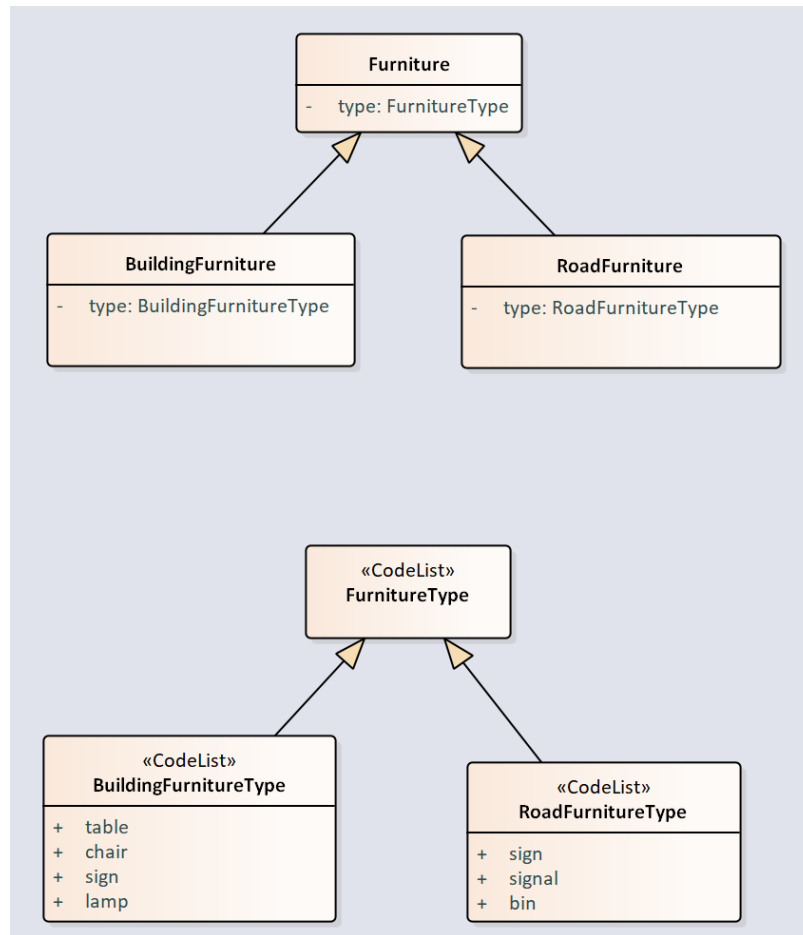 Furniture
- type: FurnitureType
BuildingFurniture
- type: BuildingFurnitureType
RoadFurniture
- type: RoadFurnitureType
«CodeList»
FurnitureType
«CodeList»
BuildingFurnitureType
+ table
+ chair
+ sign
+ lamp
«CodeList»
RoadFurnitureType
+ sign
+ signal
+ bin